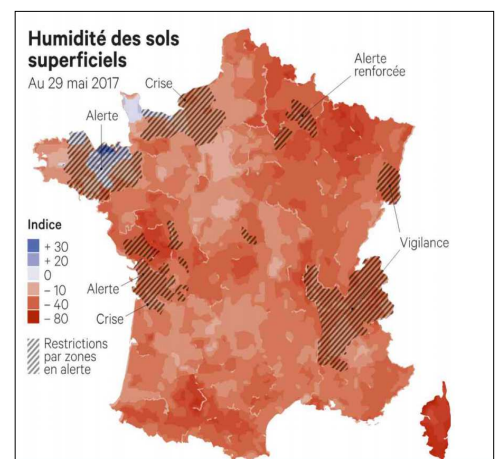 Humidité des sols
superficiels
Au 29 mai 2017
Crise
Alerte
renforcée
Alerte
Vigilance
Indice
+ 30
+ 20
0
– 10
– 40
– 80
Alerte
Crise
Restrictions
par zones
en alerte